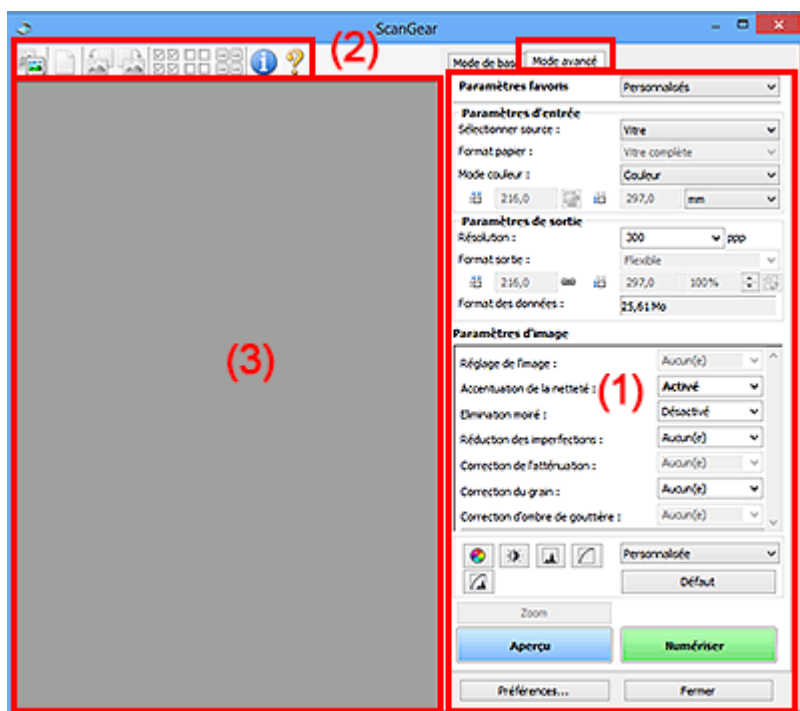 ScanGear
(2)
Mode de base Mode avancé
Paramètres favoris Personnalisés
Paramètres d'entrée
Sélectionner source : Vitre
Format papier : Vitre complète
Mode couleur : Couleur
216,0 297,0 mm
Paramètres de sortie
Résolution : 300 ppp
Format sortie : Flexible
216,0 297,0 100%
Format des données : 25,61 Mo
Paramètres d'image
(3)
(1)
Réglage de l'image : Aucun(e)
Accentuation de la netteté : Activé
Elimination moiré : Désactivé
Réduction des imperfections : Aucun(e)
Correction de l'atténuation : Aucun(e)
Correction du grain : Aucun(e)
Correction d'ombre de gouttière : Aucun(e)
Personnalisée
Défaut
Zoom
Aperçu Numériser
Préférences... Fermer